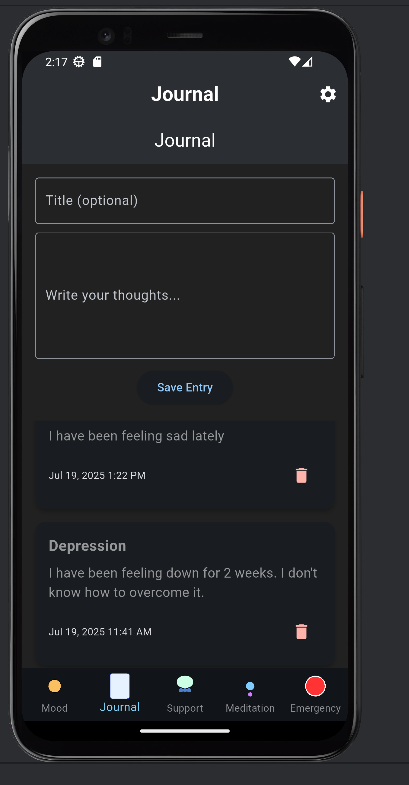 2:17
Journal
Journal
Title (optional)
Write your thoughts...
Save Entry
I have been feeling sad lately
Jul 19, 2025 1:22 PM
Depression
I have been feeling down for 2 weeks. I don't
know how to overcome it.
Jul 19, 2025 11:41 AM
Mood Journal Support Meditation Emergency